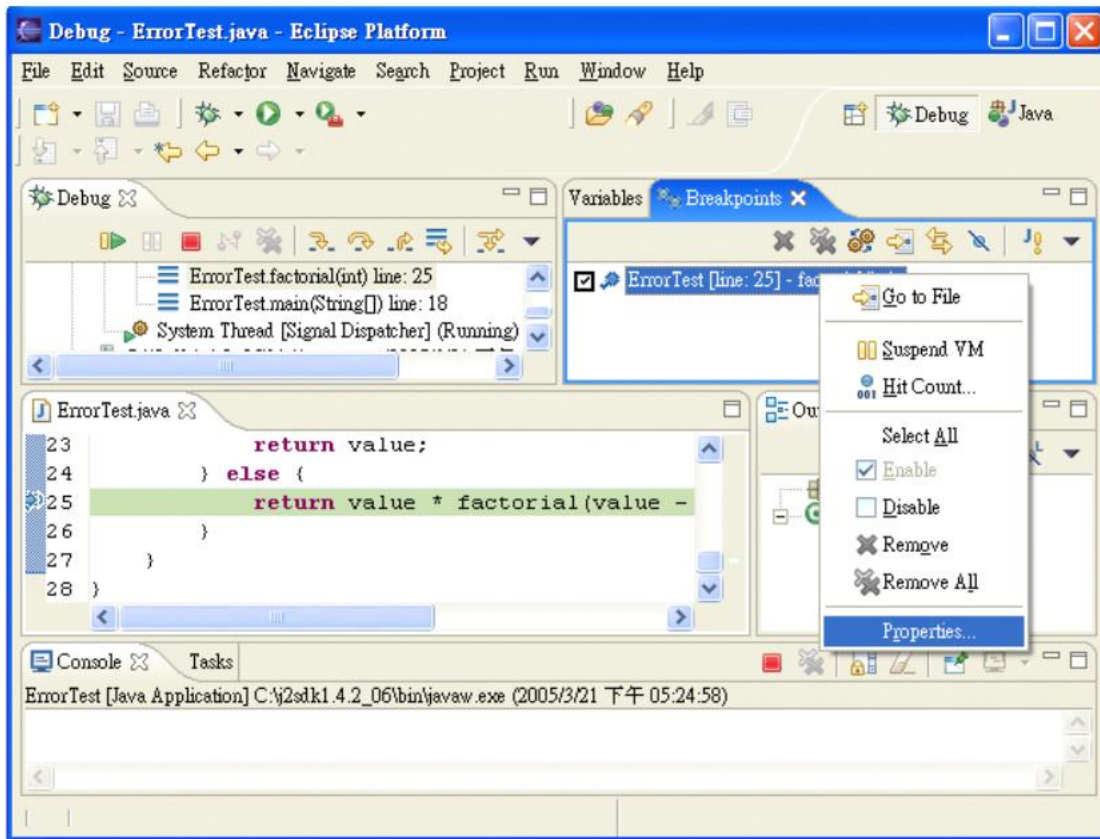 Debug - ErrorTest.java - Eclipse Platform
File Edit Source Refactor Navigate Search Project Run Window Help
Debug Java
Debug
ErrorTest.factorial(int) line: 25
ErrorTest.main(String[]) line: 18
System Thread [Signal Dispatcher] (Running)
Variables Breakpoints
ErrorTest [line: 25] -
Go to File
Suspend VM
001 Hit Count...
Select All
Enable
Disable
Remove
Remove All
Properties...
ErrorTest.java
23 return value;
24 } else {
25 return value * factorial(value -
26 }
27 }
28 }
Console Tasks
ErrorTest [Java Application] C:\j2sdk1.4.2_06\bin\javaw.exe (2005/3/21 下午 05:24:58)